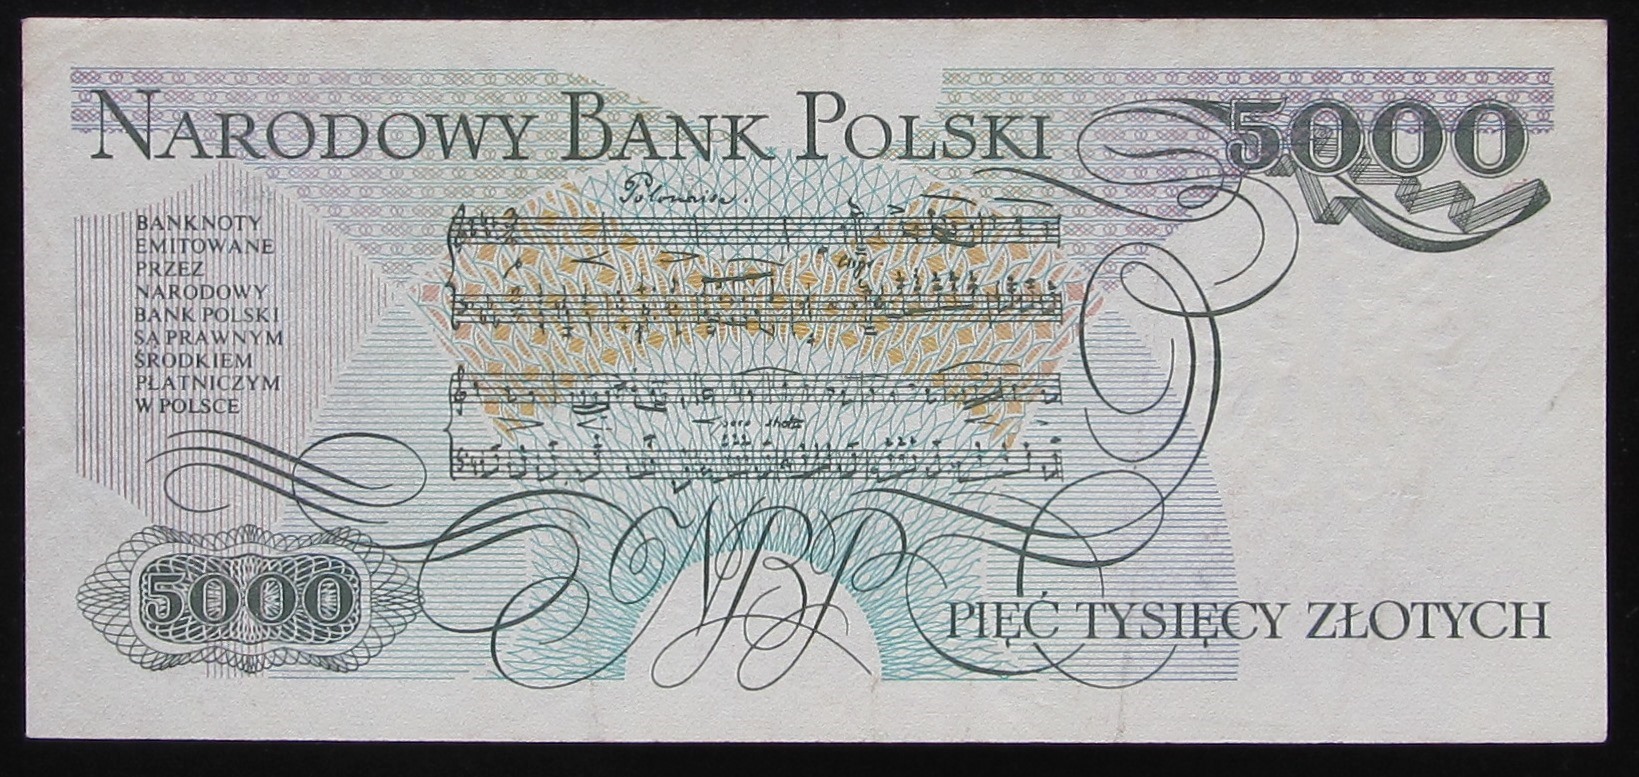 NARODOWY BANK POLSKI
5000
Polonaise.
BANKNOTY
EMITOWANE
PRZEZ
NARODOWY
BANK POLSKI
SĄ PRAWNYM
ŚRODKIEM
PŁATNICZYM
W POLSCE
NBP
5000
PIĘĆ TYSIĘCY ZŁOTYCH